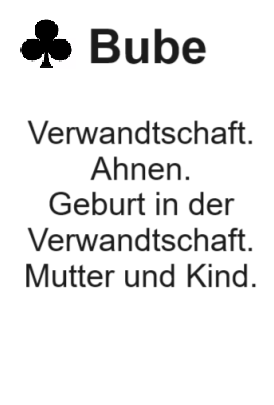 ♣ Bube
Verwandtschaft.
Ahnen.
Geburt in der
Verwandtschaft.
Mutter und Kind.